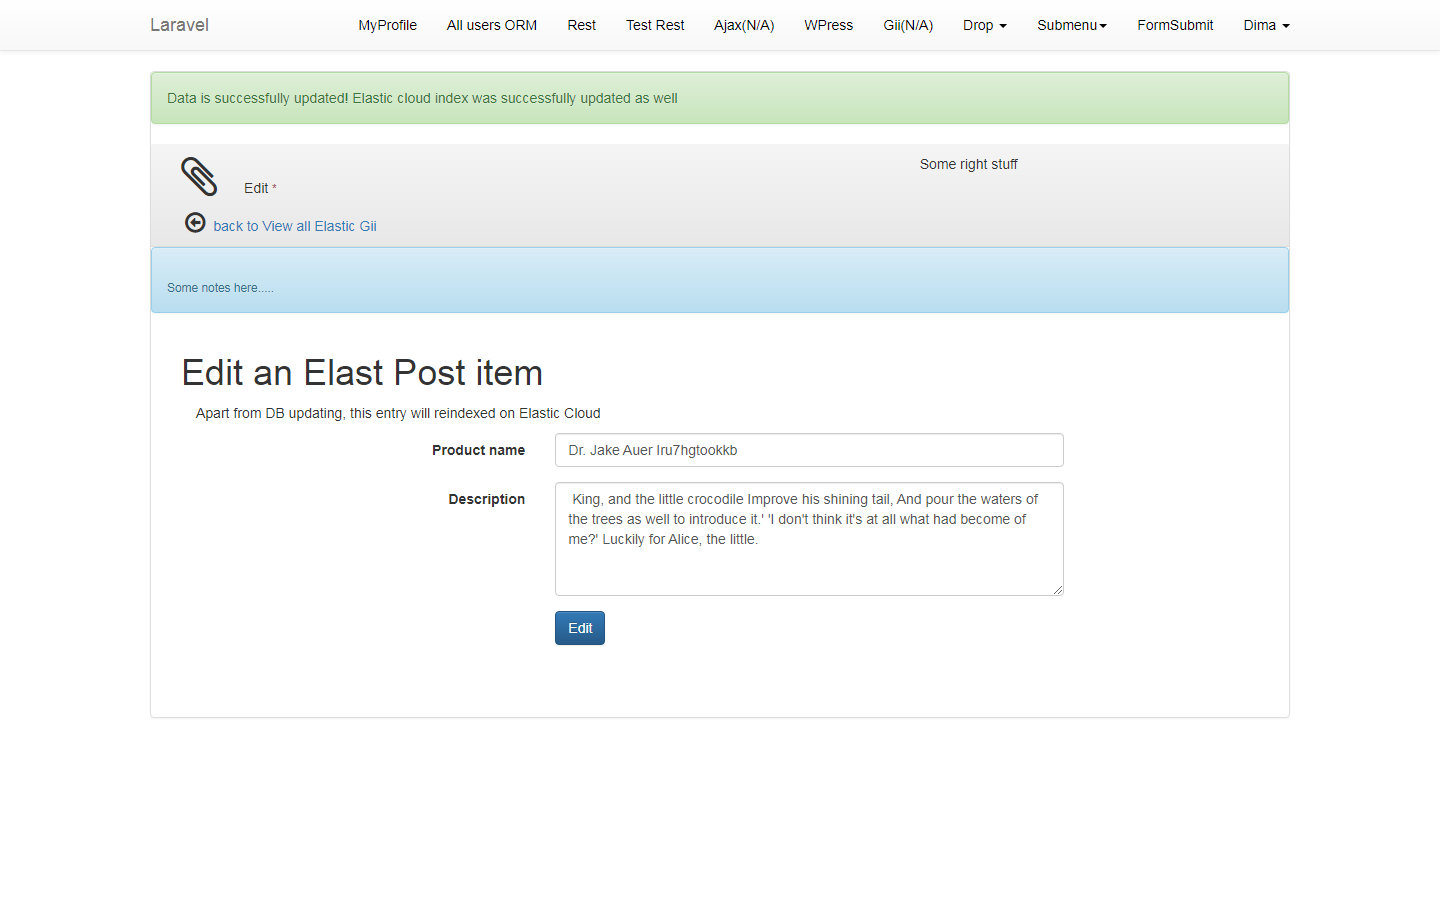 Laravel MyProfile All users ORM Rest Test Rest Ajax(N/A) WPress Gii(N/A) Drop Submenu FormSubmit Dima
Data is successfully updated! Elastic cloud index was successfully updated as well
Some right stuff
Edit *
back to View all Elastic Gii
Some notes here.....
Edit an Elast Post item
Apart from DB updating, this entry will reindexed on Elastic Cloud
Product name Dr. Jake Auer Iru7hgtookkb
Description King, and the little crocodile Improve his shining tail, And pour the waters of
the trees as well to introduce it.' 'I don't think it's at all what had become of
me?' Luckily for Alice, the little.
Edit